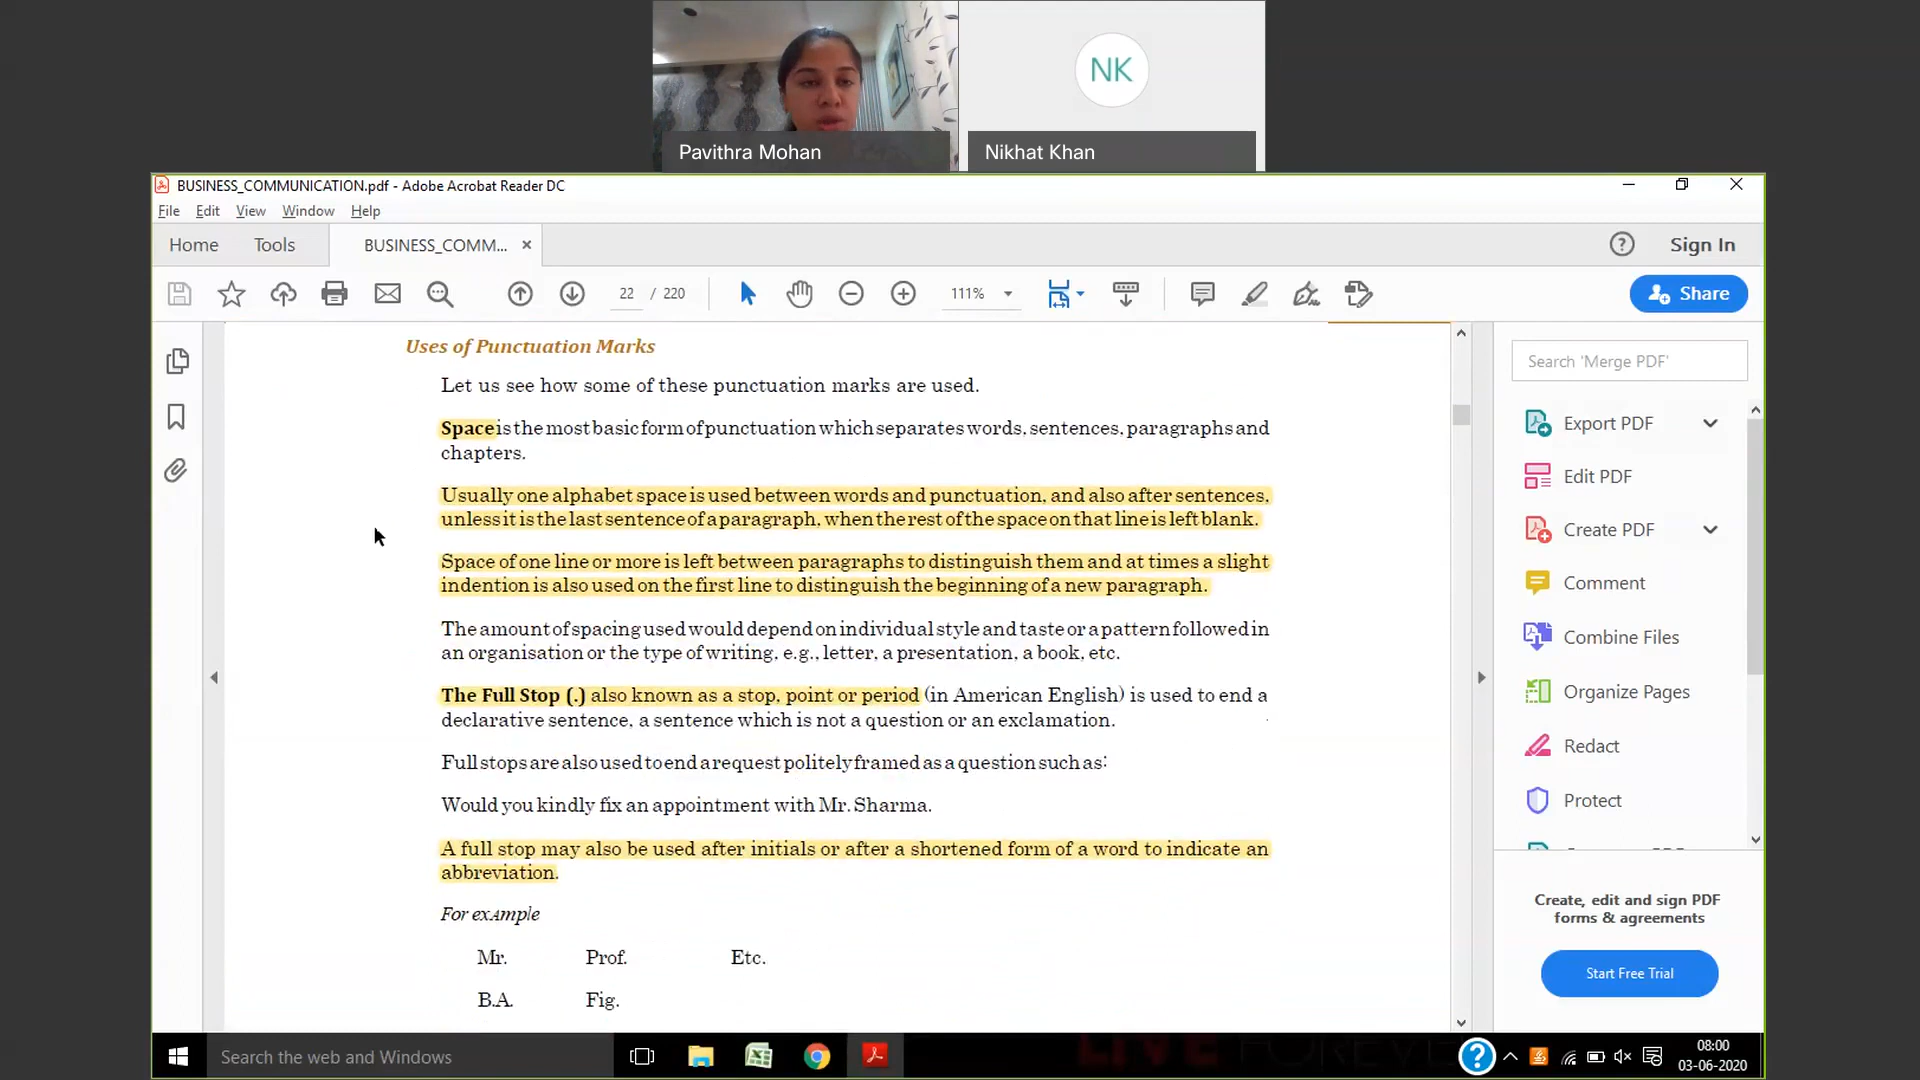 NK
Pavithra Mohan
Nikhat Khan
BUSINESS_COMMUNICATION.pdf - Adobe Acrobat Reader DC
File Edit View Window Help
Home Tools BUSINESS_COMM... × Sign In
22 / 220 111% Share
Uses of Punctuation Marks
Let us see how some of these punctuation marks are used.
Space is the most basic form of punctuation which separates words, sentences, paragraphs and
chapters.
Usually one alphabet space is used between words and punctuation, and also after sentences,
unless it is the last sentence of a paragraph, when the rest of the space on that line is left blank.
Space of one line or more is left between paragraphs to distinguish them and at times a slight
indention is also used on the first line to distinguish the beginning of a new paragraph.
The amount of spacing used would depend on individual style and taste or a pattern followed in
an organisation or the type of writing, e.g., letter, a presentation, a book, etc.
The Full Stop (.) also known as a stop, point or period (in American English) is used to end a
declarative sentence, a sentence which is not a question or an exclamation.
Full stops are also used to end a request politely framed as a question such as:
Would you kindly fix an appointment with Mr. Sharma.
A full stop may also be used after initials or after a shortened form of a word to indicate an
abbreviation.
For exAmple
Mr. Prof. Etc.
B.A. Fig.
Search 'Merge PDF'
Export PDF
Edit PDF
Create PDF
Comment
Combine Files
Organize Pages
Redact
Protect
Create, edit and sign PDF
forms & agreements
Start Free Trial
Search the web and Windows
LIVE FOREVER
08:00
03-06-2020